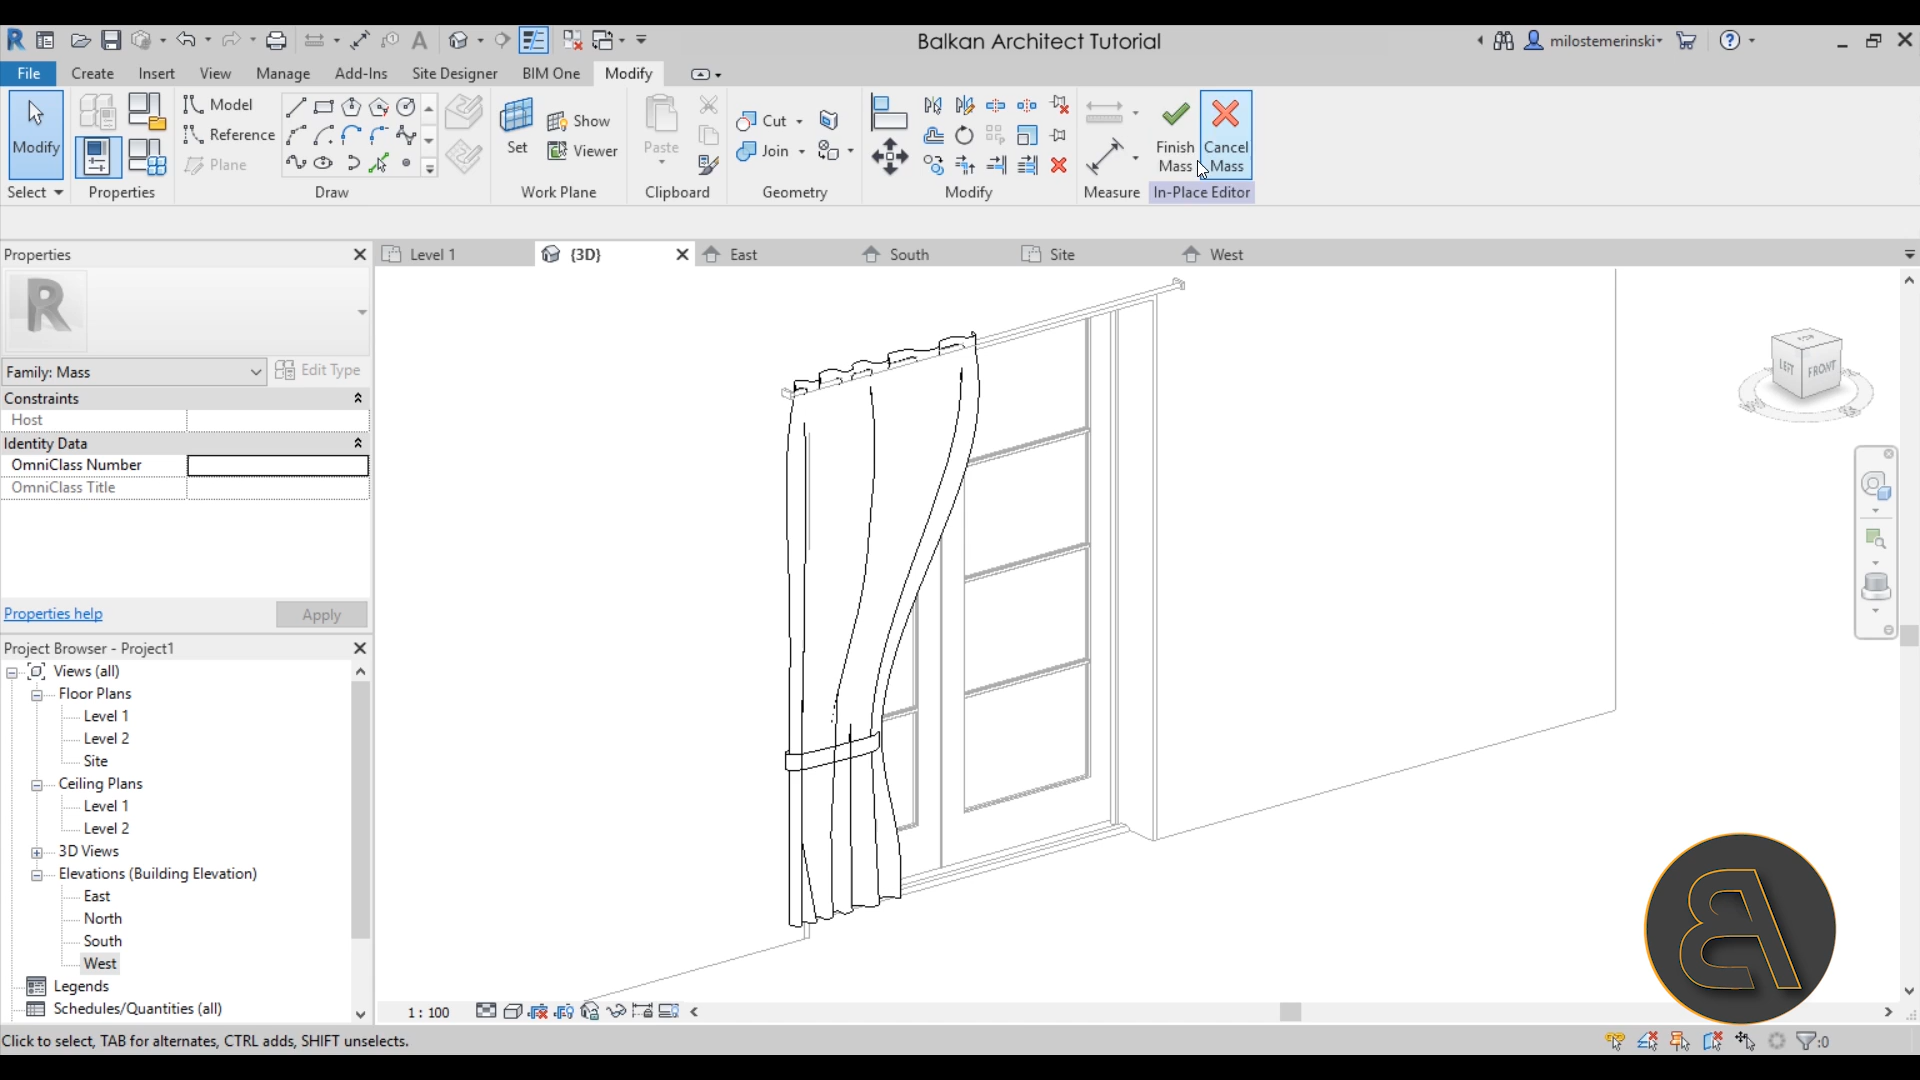 Balkan Architect Tutorial
milostemerinski
File Create Insert View Manage Add-Ins Site Designer BIM One Modify
Modify
Model
Reference
Plane
Set
Show
Viewer
Paste
Cut
Join
Finish Mass
Cancel Mass
Select Properties Draw Work Plane Clipboard Geometry Modify Measure In-Place Editor
Properties
Level 1 {3D} East South Site West
R
Family: Mass Edit Type
Constraints
Host
Identity Data
OmniClass Number
OmniClass Title
LEFT FRONT
Properties help Apply
Project Browser - Project1
Views (all)
Floor Plans
Level 1
Level 2
Site
Ceiling Plans
Level 1
Level 2
3D Views
Elevations (Building Elevation)
East
North
South
West
Legends
Schedules/Quantities (all)
1 : 100
Click to select, TAB for alternates, CTRL adds, SHIFT unselects.
:0